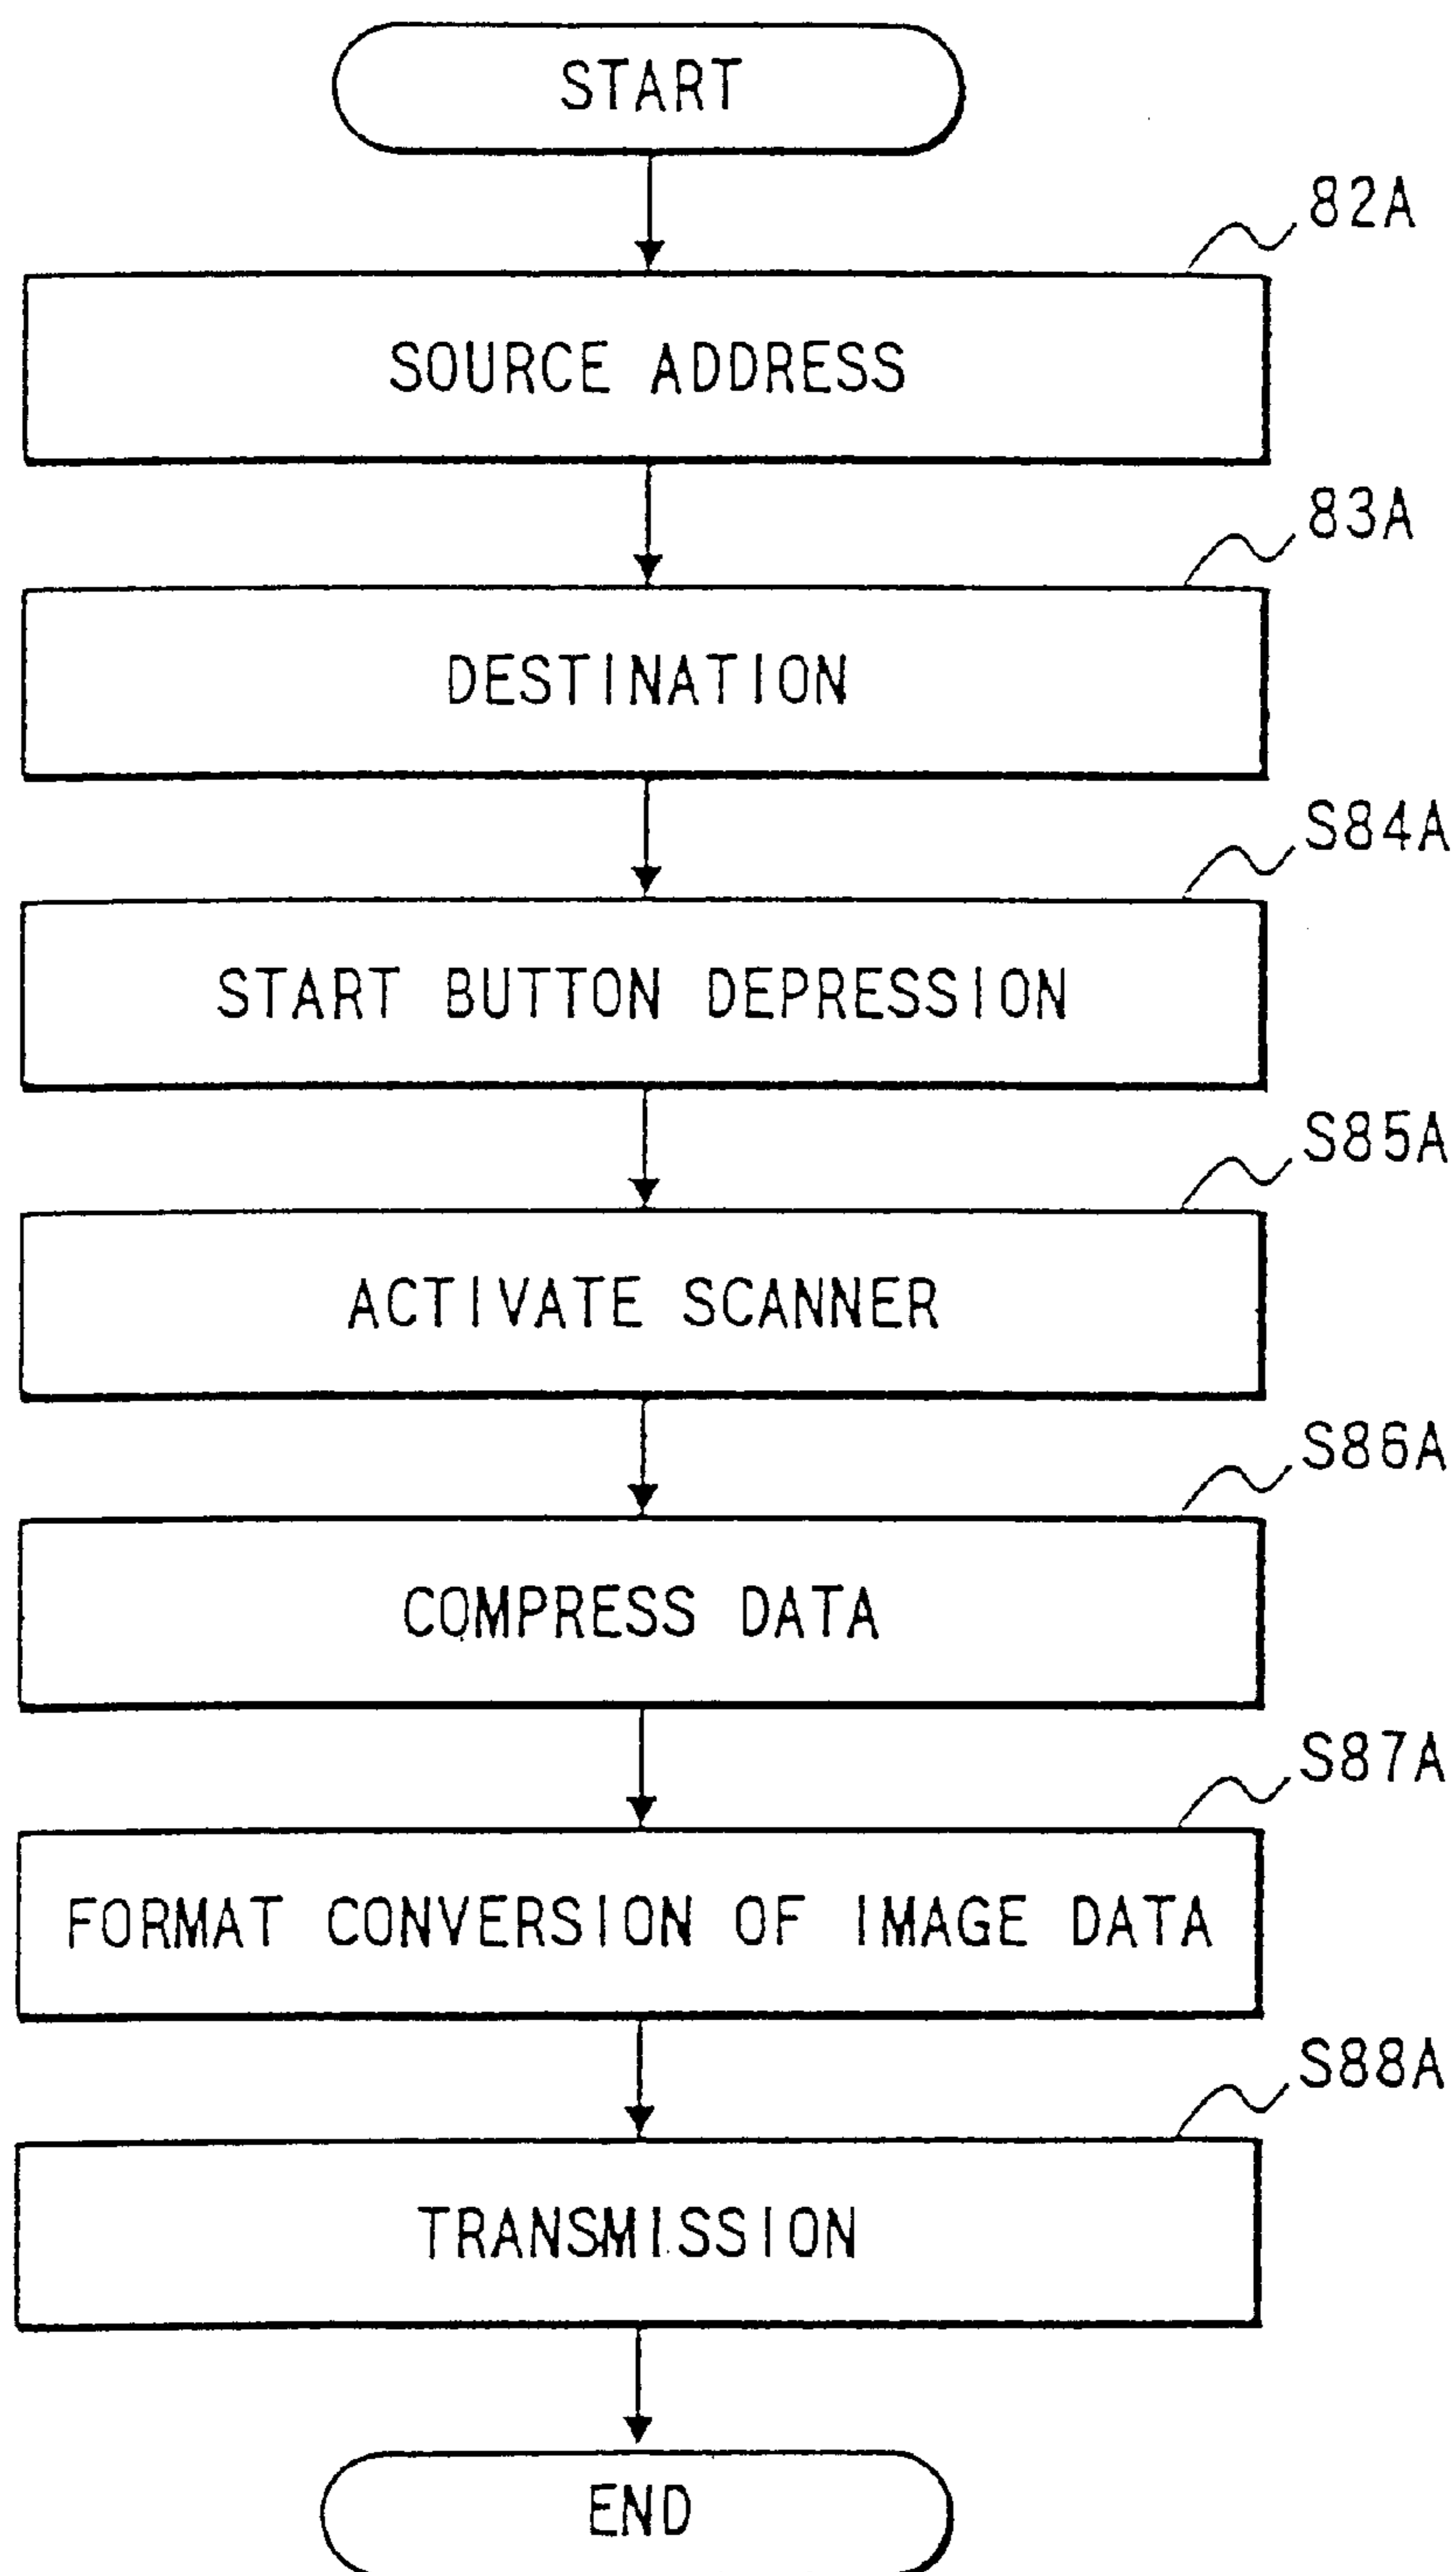 START
82A
SOURCE ADDRESS
83A
DESTINATION
S84A
START BUTTON DEPRESSION
S85A
ACTIVATE SCANNER
S86A
COMPRESS DATA
S87A
FORMAT CONVERSION OF IMAGE DATA
S88A
TRANSMISSION
END